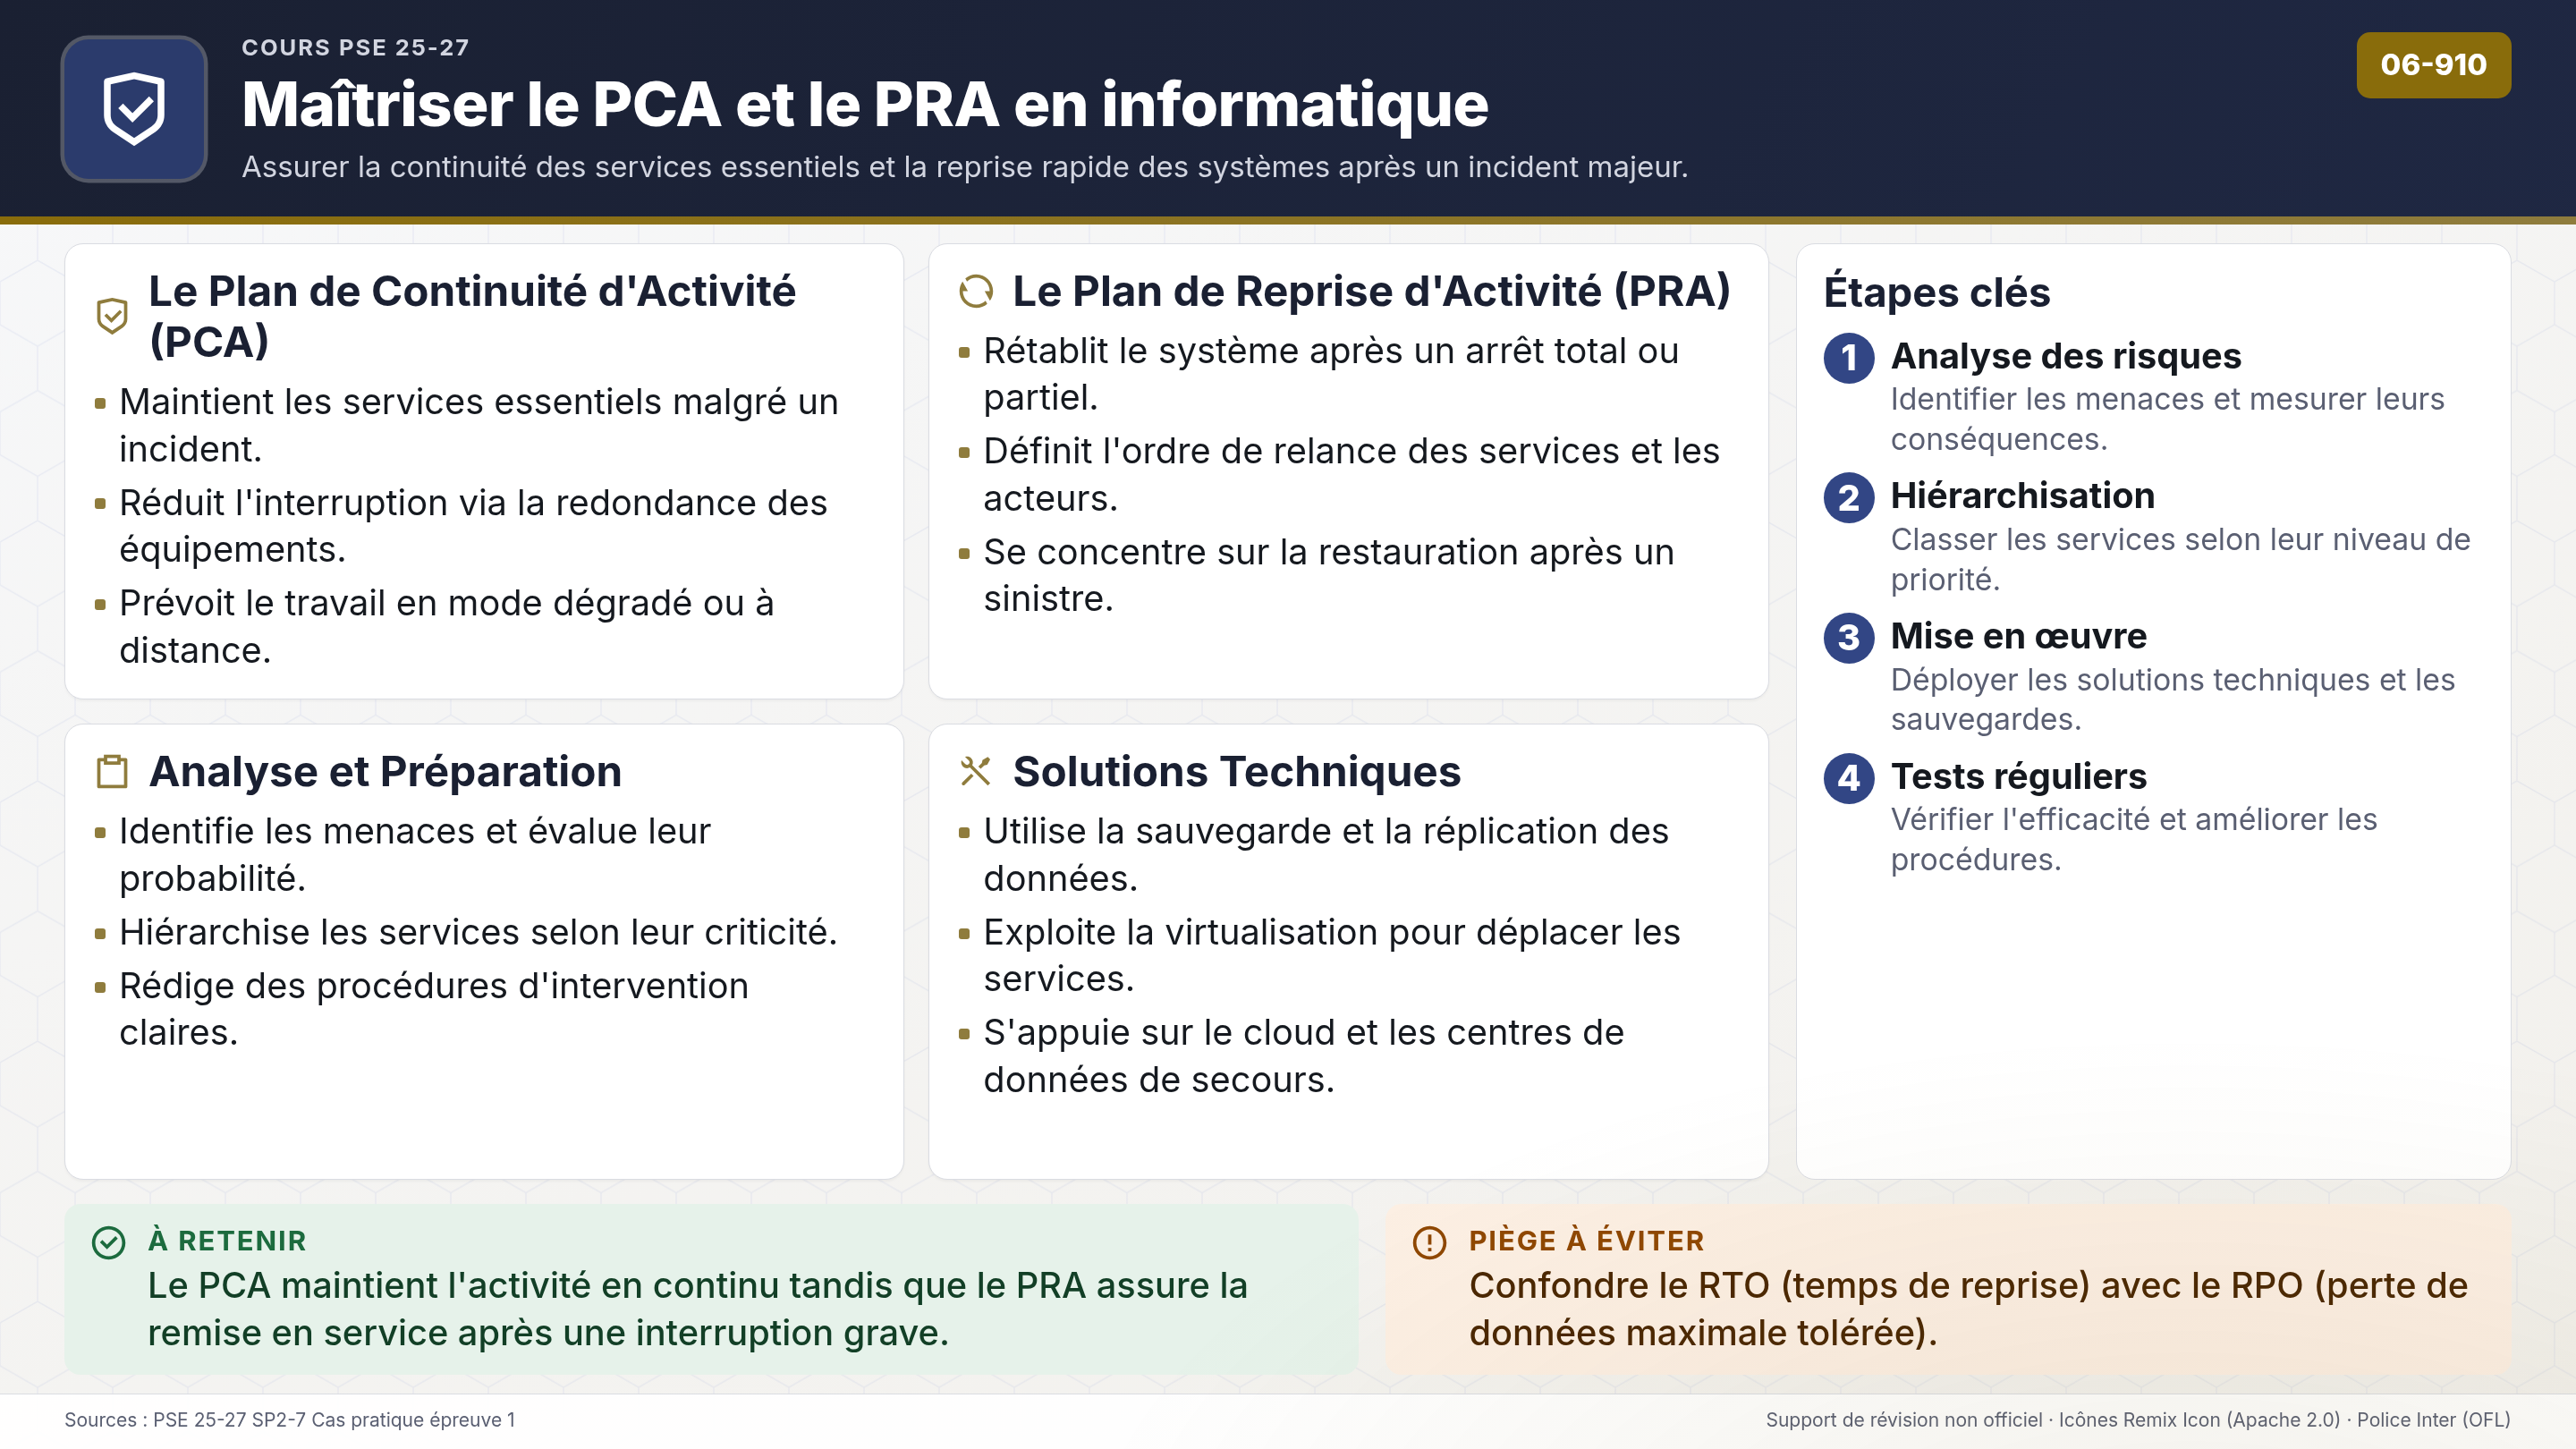 COURS PSE 25-27
Maîtriser le PCA et le PRA en informatique
Assurer la continuité des services essentiels et la reprise rapide des systèmes après un incident majeur.
06-910
Le Plan de Continuité d'Activité
(PCA)
Maintient les services essentiels malgré un
incident.
Réduit l'interruption via la redondance des
équipements.
Prévoit le travail en mode dégradé ou à
distance.
Le Plan de Reprise d'Activité (PRA)
Rétablit le système après un arrêt total ou
partiel.
Définit l'ordre de relance des services et les
acteurs.
Se concentre sur la restauration après un
sinistre.
Analyse et Préparation
Identifie les menaces et évalue leur
probabilité.
Hiérarchise les services selon leur criticité.
Rédige des procédures d'intervention
claires.
Solutions Techniques
Utilise la sauvegarde et la réplication des
données.
Exploite la virtualisation pour déplacer les
services.
S'appuie sur le cloud et les centres de
données de secours.
Étapes clés
1 Analyse des risques
Identifier les menaces et mesurer leurs
conséquences.
2 Hiérarchisation
Classer les services selon leur niveau de
priorité.
3 Mise en œuvre
Déployer les solutions techniques et les
sauvegardes.
4 Tests réguliers
Vérifier l'efficacité et améliorer les
procédures.
À RETENIR
Le PCA maintient l'activité en continu tandis que le PRA assure la
remise en service après une interruption grave.
PIÈGE À ÉVITER
Confondre le RTO (temps de reprise) avec le RPO (perte de
données maximale tolérée).
Sources : PSE 25-27 SP2-7 Cas pratique épreuve 1
Support de révision non officiel · Icônes Remix Icon (Apache 2.0) · Police Inter (OFL)